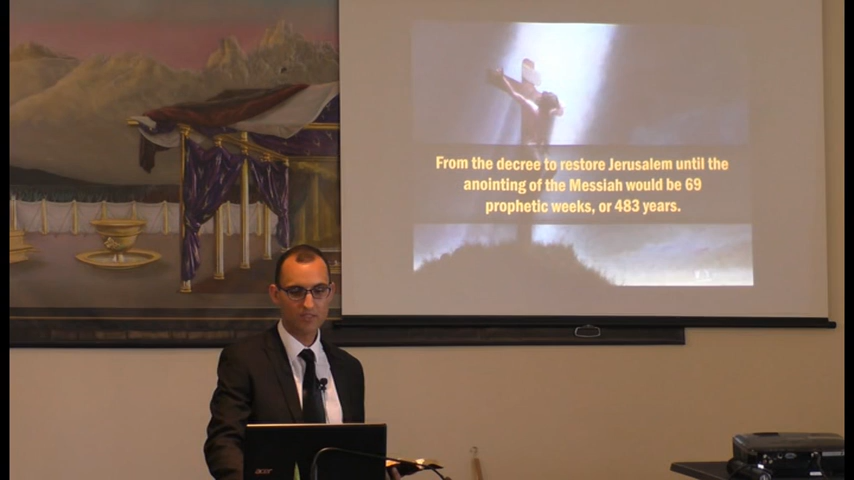 From the decree to restore Jerusalem until the
anointing of the Messiah would be 69
prophetic weeks, or 483 years.
acer